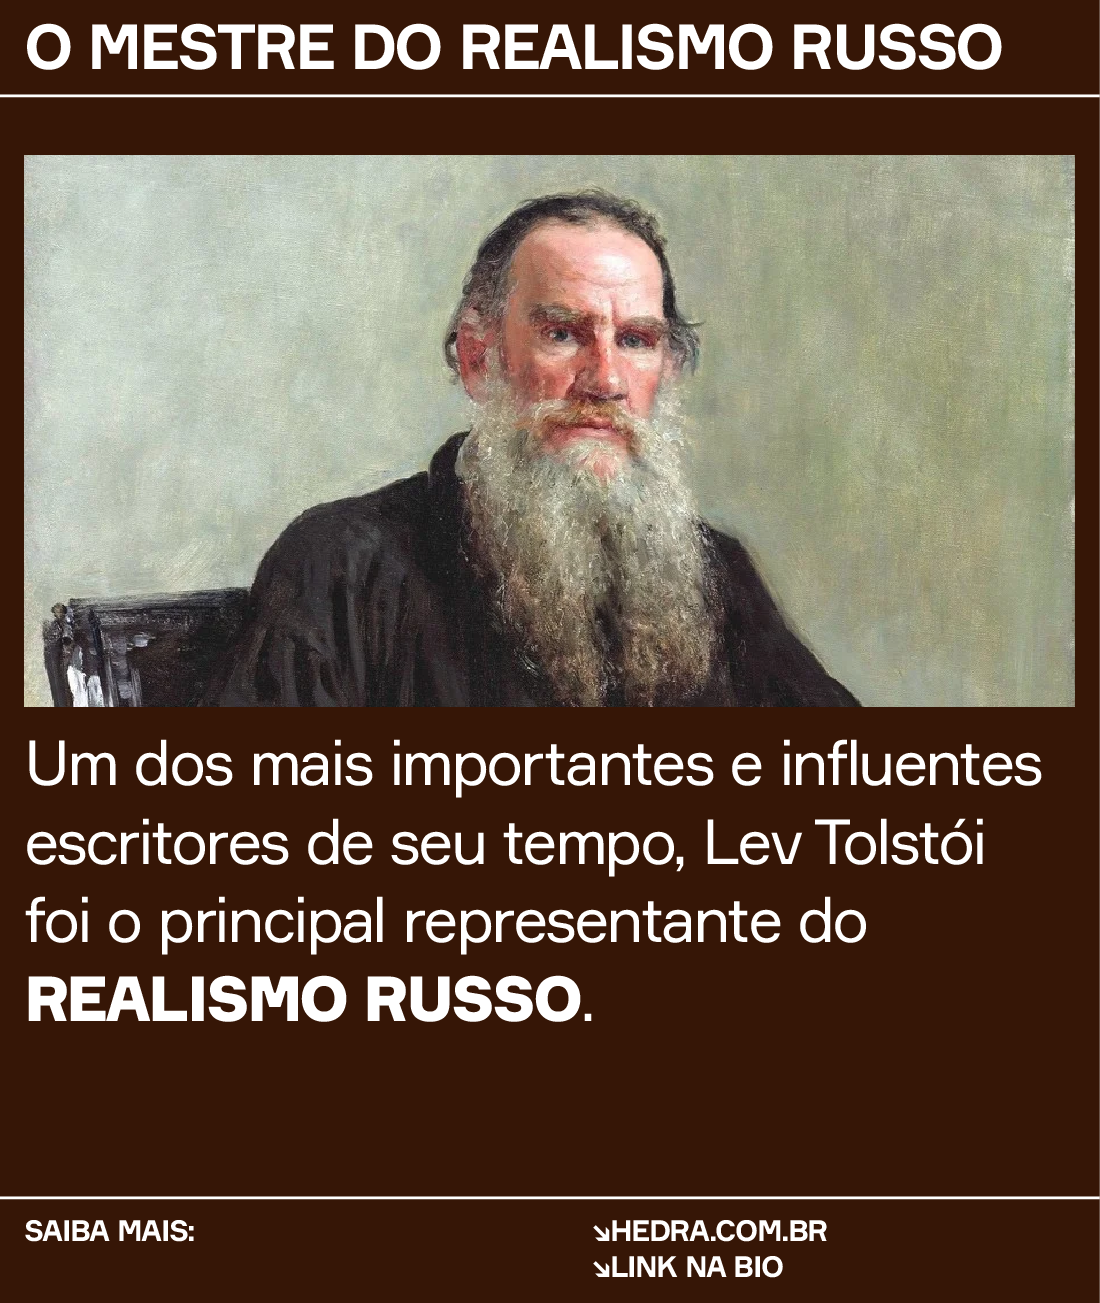 O MESTRE DO REALISMO RUSSO
Um dos mais importantes e influentes
escritores de seu tempo, Lev Tolstói
foi o principal representante do
REALISMO RUSSO.
SAIBA MAIS:
↘HEDRA.COM.BR
↘LINK NA BIO